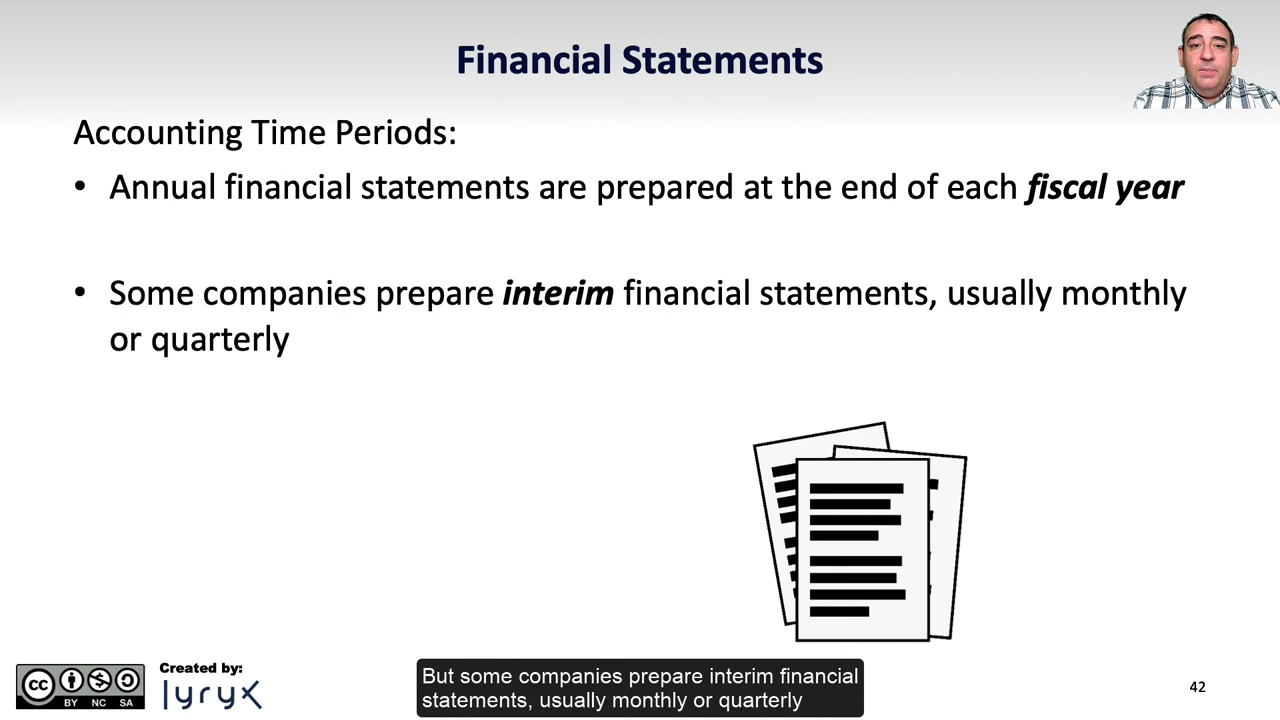 Financial Statements
Accounting Time Periods:
• Annual financial statements are prepared at the end of each fiscal year
• Some companies prepare interim financial statements, usually monthly
or quarterly
Created by:
lyryx
cc
BY NC SA
But some companies prepare interim financial
statements, usually monthly or quarterly
42